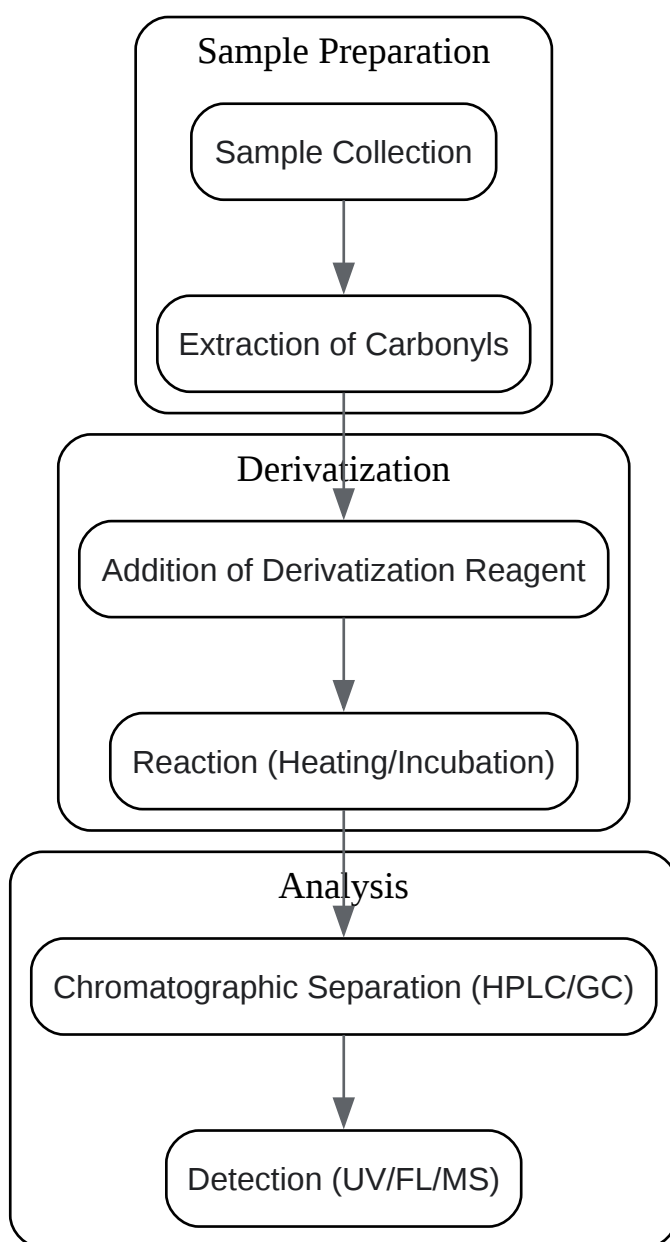 Sample Preparation
Sample Collection
Extraction of Carbonyls
Derivatization
Addition of Derivatization Reagent
Reaction (Heating/Incubation)
Analysis
Chromatographic Separation (HPLC/GC)
Detection (UV/FL/MS)